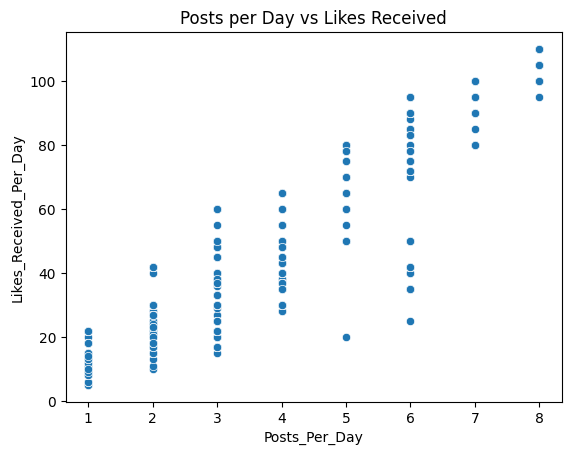 Posts per Day vs Likes Received
100
80
60
40
20
0
Likes_Received_Per_Day
1 2 3 4 5 6 7 8
Posts_Per_Day